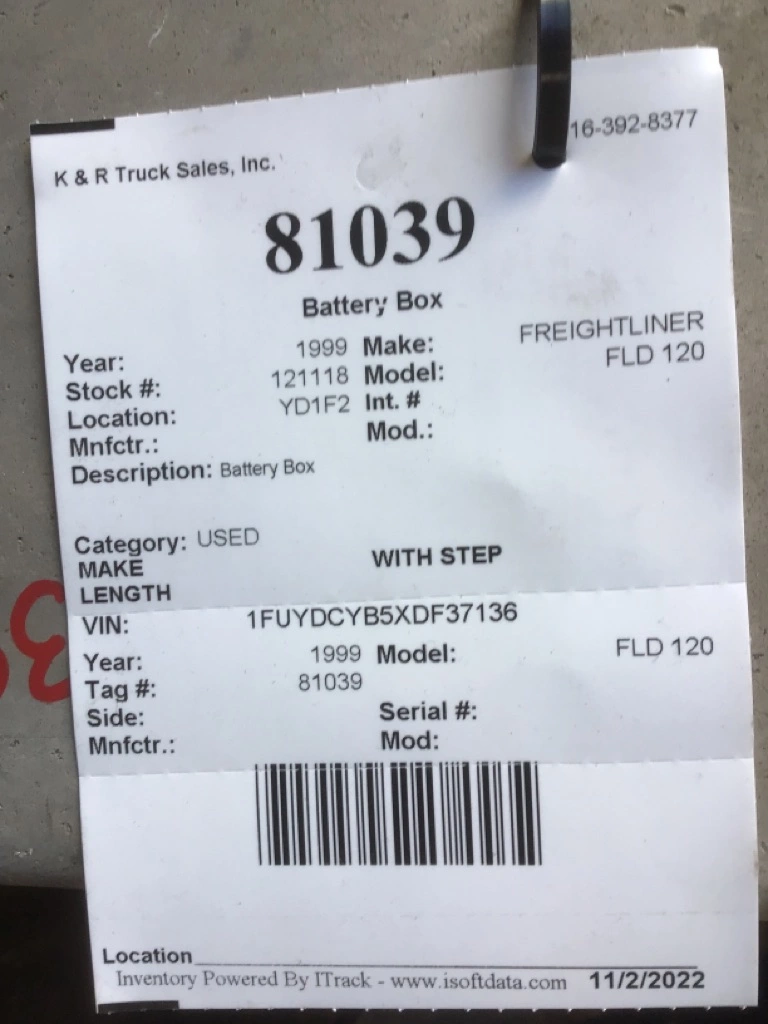 16-392-8377
K & R Truck Sales, Inc.
81039
Battery Box
Year: 1999 Make: FREIGHTLINER
Stock #: 121118 Model: FLD 120
Location: YD1F2 Int. #
Mnfctr.: Mod.:
Description: Battery Box
Category: USED
MAKE WITH STEP
LENGTH
VIN: 1FUYDCYB5XDF37136
Year: 1999 Model: FLD 120
Tag #: 81039
Side: Serial #:
Mnfctr.: Mod:
Location
Inventory Powered By ITrack - www.isoftdata.com 11/2/2022